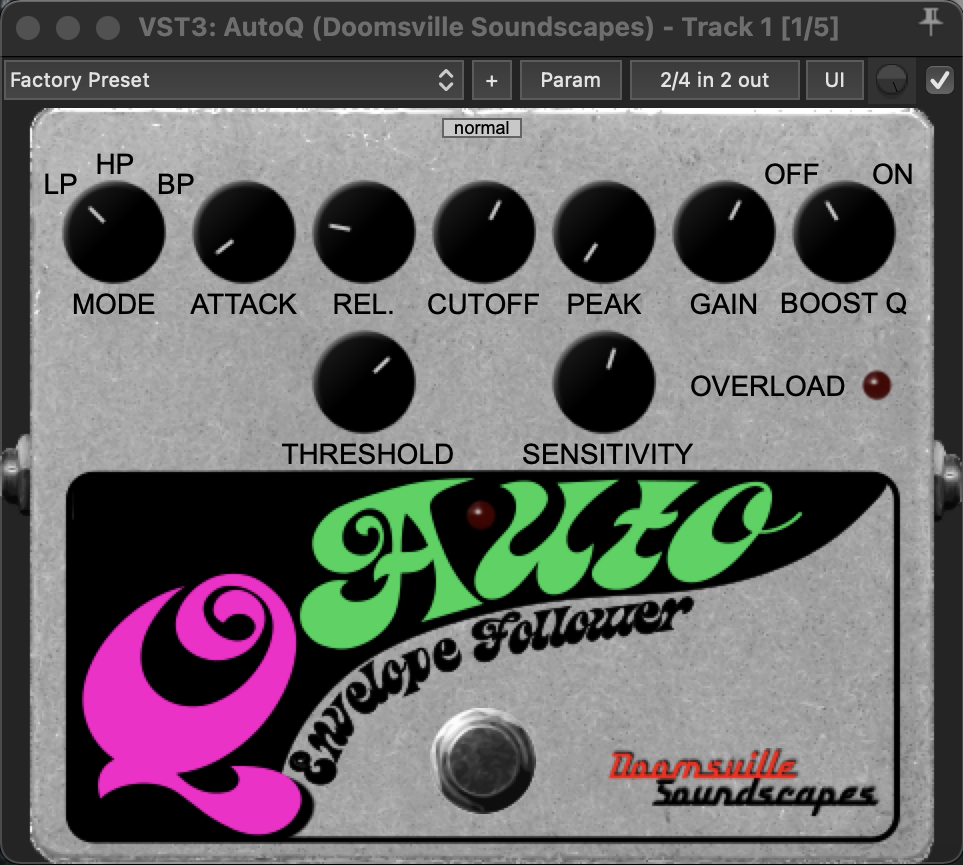 VST3: AutoQ (Doomsville Soundscapes) - Track 1 [1/5]
Factory Preset + Param 2/4 in 2 out UI
normal
LP HP BP OFF ON
MODE ATTACK REL. CUTOFF PEAK GAIN BOOST Q
OVERLOAD
THRESHOLD SENSITIVITY
Auto
Q
Envelope Follower
Doomsville
Soundscapes